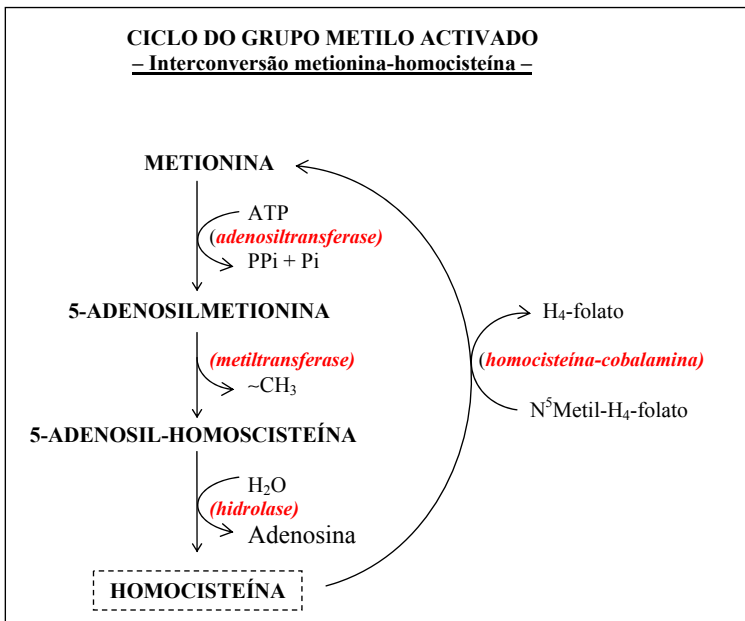 CICLO DO GRUPO METILO ACTIVADO
– Interconversão metionina-homocisteína –
METIONINA
ATP
(adenosiltransferase)
PPi + Pi
5-ADENOSILMETIONINA
H₄-folato
(metiltransferase)
(homocisteína-cobalamina)
~CH₃
N⁵Metil-H₄-folato
5-ADENOSIL-HOMOSCISTEÍNA
H₂O
(hidrolase)
Adenosina
HOMOCISTEÍNA